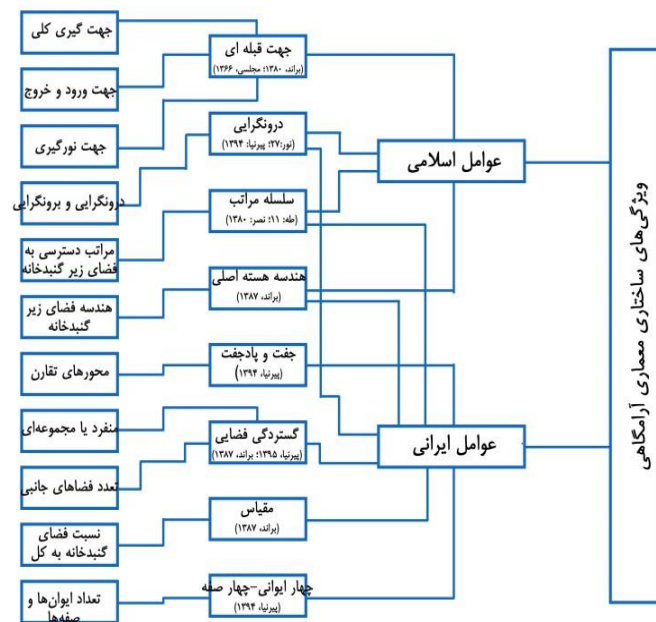 ویژگی‌های ساختاری معماری آرامگاهی
عوامل اسلامی
عوامل ایرانی
جهت قبله ای
(براند، ۱۳۸۰؛ مجلسی، ۱۳۶۶)
درونگرایی
(نور:۲۷؛ پیرنیا: ۱۳۹۴)
سلسله مراتب
(طه: ۱۱؛ نصر: ۱۳۸۰)
هندسه هسته اصلی
(براند، ۱۳۸۷)
جفت و پادجفت
(پیرنیا، ۱۳۹۴)
گستردگی فضایی
(پیرنیا، ۱۳۹۵؛ براند، ۱۳۸۷)
مقیاس
(براند، ۱۳۸۷)
چهار ایوانی-چهار صفه
(پیرنیا، ۱۳۹۴)
جهت گیری کلی
جهت ورود و خروج
جهت نورگیری
درونگرایی و برونگرایی
مراتب دسترسی به
فضای زیر گنبدخانه
هندسه فضای زیر
گنبدخانه
محورهای تقارن
منفرد یا مجموعه‌ای
تعدد فضاهای جانبی
نسبت فضای
گنبدخانه به کل
تعداد ایوان‌ها و
صفه‌ها